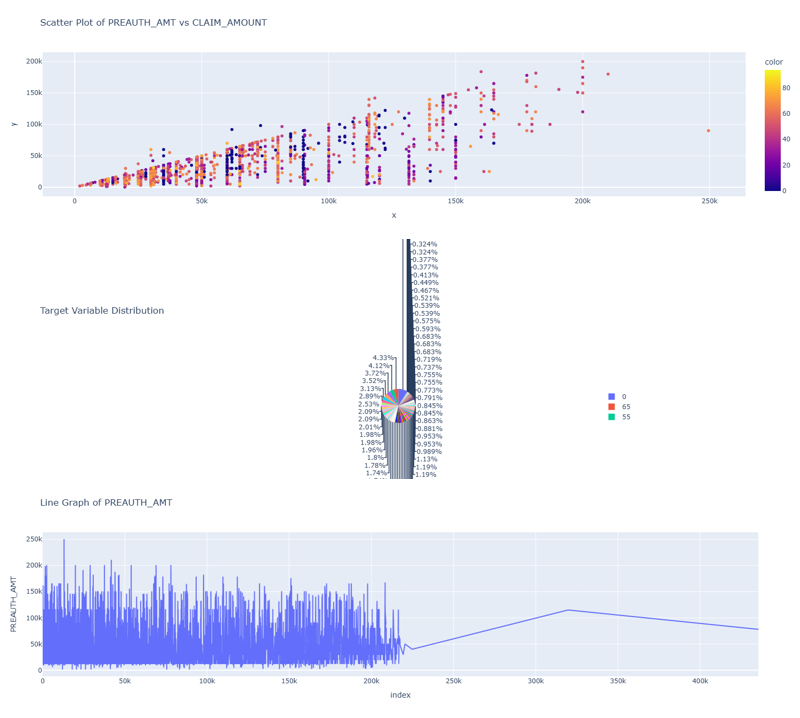 Scatter Plot of PREAUTH_AMT vs CLAIM_AMOUNT
color
200k
150k
100k
50k
0
y
80
60
40
20
0
0
50k
100k
150k
200k
250k
x
Target Variable Distribution
0.324%
0.324%
0.377%
0.377%
0.413%
0.449%
0.467%
0.521%
0.539%
0.539%
0.575%
0.593%
0.683%
0.683%
0.683%
0.719%
0.737%
0.755%
0.755%
0.773%
0.791%
0.845%
0.845%
0.863%
0.881%
0.953%
0.953%
0.989%
1.13%
1.19%
1.19%
4.33%
4.12%
3.72%
3.52%
3.13%
2.89%
2.53%
2.09%
2.09%
2.01%
1.98%
1.98%
1.96%
1.8%
1.78%
1.74%
0
65
55
Line Graph of PREAUTH_AMT
250k
200k
150k
100k
50k
0
PREAUTH_AMT
0
50k
100k
150k
200k
250k
300k
350k
400k
index